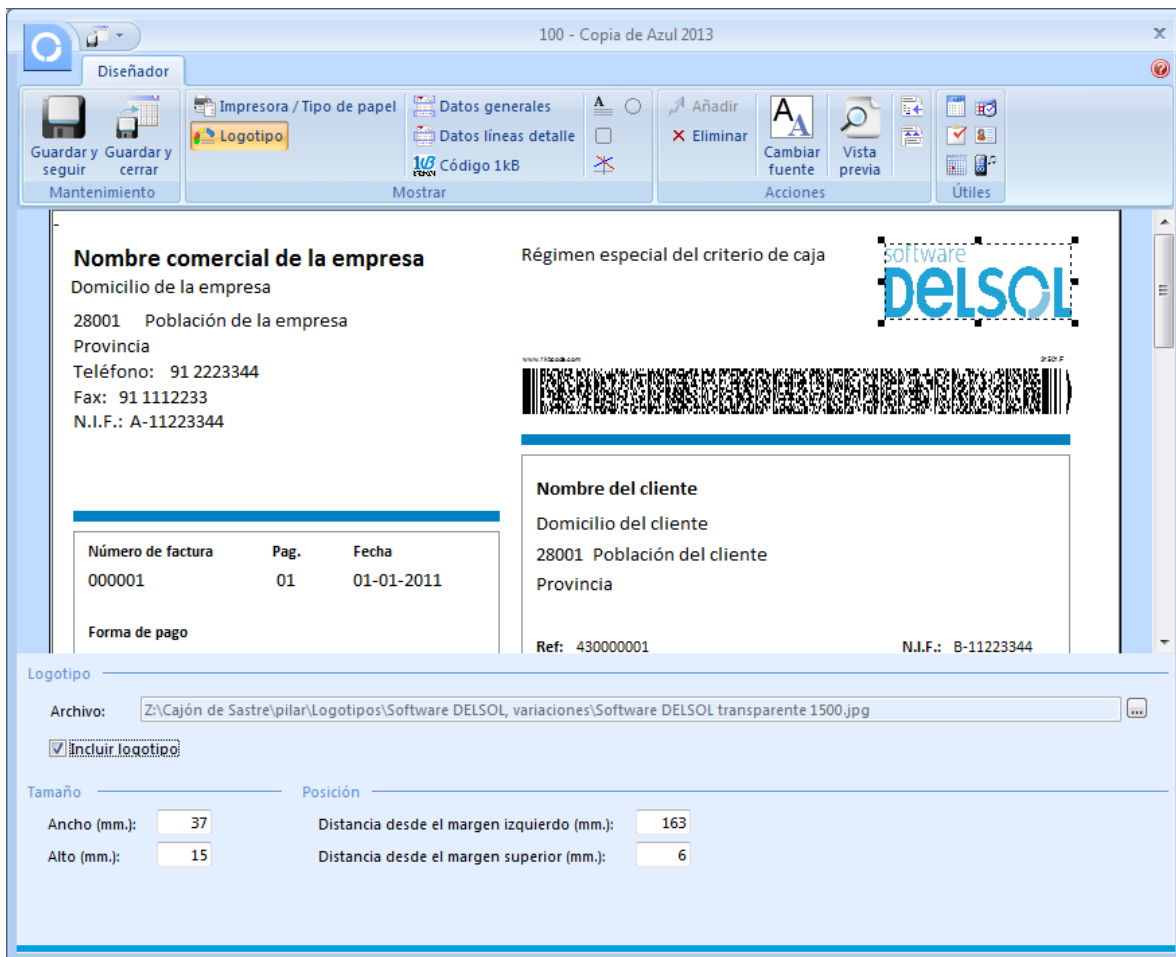 100 - Copia de Azul 2013
Diseñador
Guardar y seguir
Guardar y cerrar
Mantenimiento
Impresora / Tipo de papel
Logotipo
Datos generales
Datos líneas detalle
Código 1kB
Mostrar
Añadir
Eliminar
Cambiar fuente
Vista previa
Acciones
Útiles
Nombre comercial de la empresa
Domicilio de la empresa
28001 Población de la empresa
Provincia
Teléfono: 91 2223344
Fax: 91 1112233
N.I.F.: A-11223344
Régimen especial del criterio de caja
software
DELSOL
www.1kbcode.com
Número de factura Pag. Fecha
000001 01 01-01-2011
Forma de pago
Nombre del cliente
Domicilio del cliente
28001 Población del cliente
Provincia
Ref: 430000001 N.I.F.: B-11223344
Logotipo
Archivo: Z:\Cajón de Sastre\pilar\Logotipos\Software DELSOL, variaciones\Software DELSOL transparente 1500.jpg ...
Incluir logotipo
Tamaño Posición
Ancho (mm.): 37 Distancia desde el margen izquierdo (mm.): 163
Alto (mm.): 15 Distancia desde el margen superior (mm.): 6